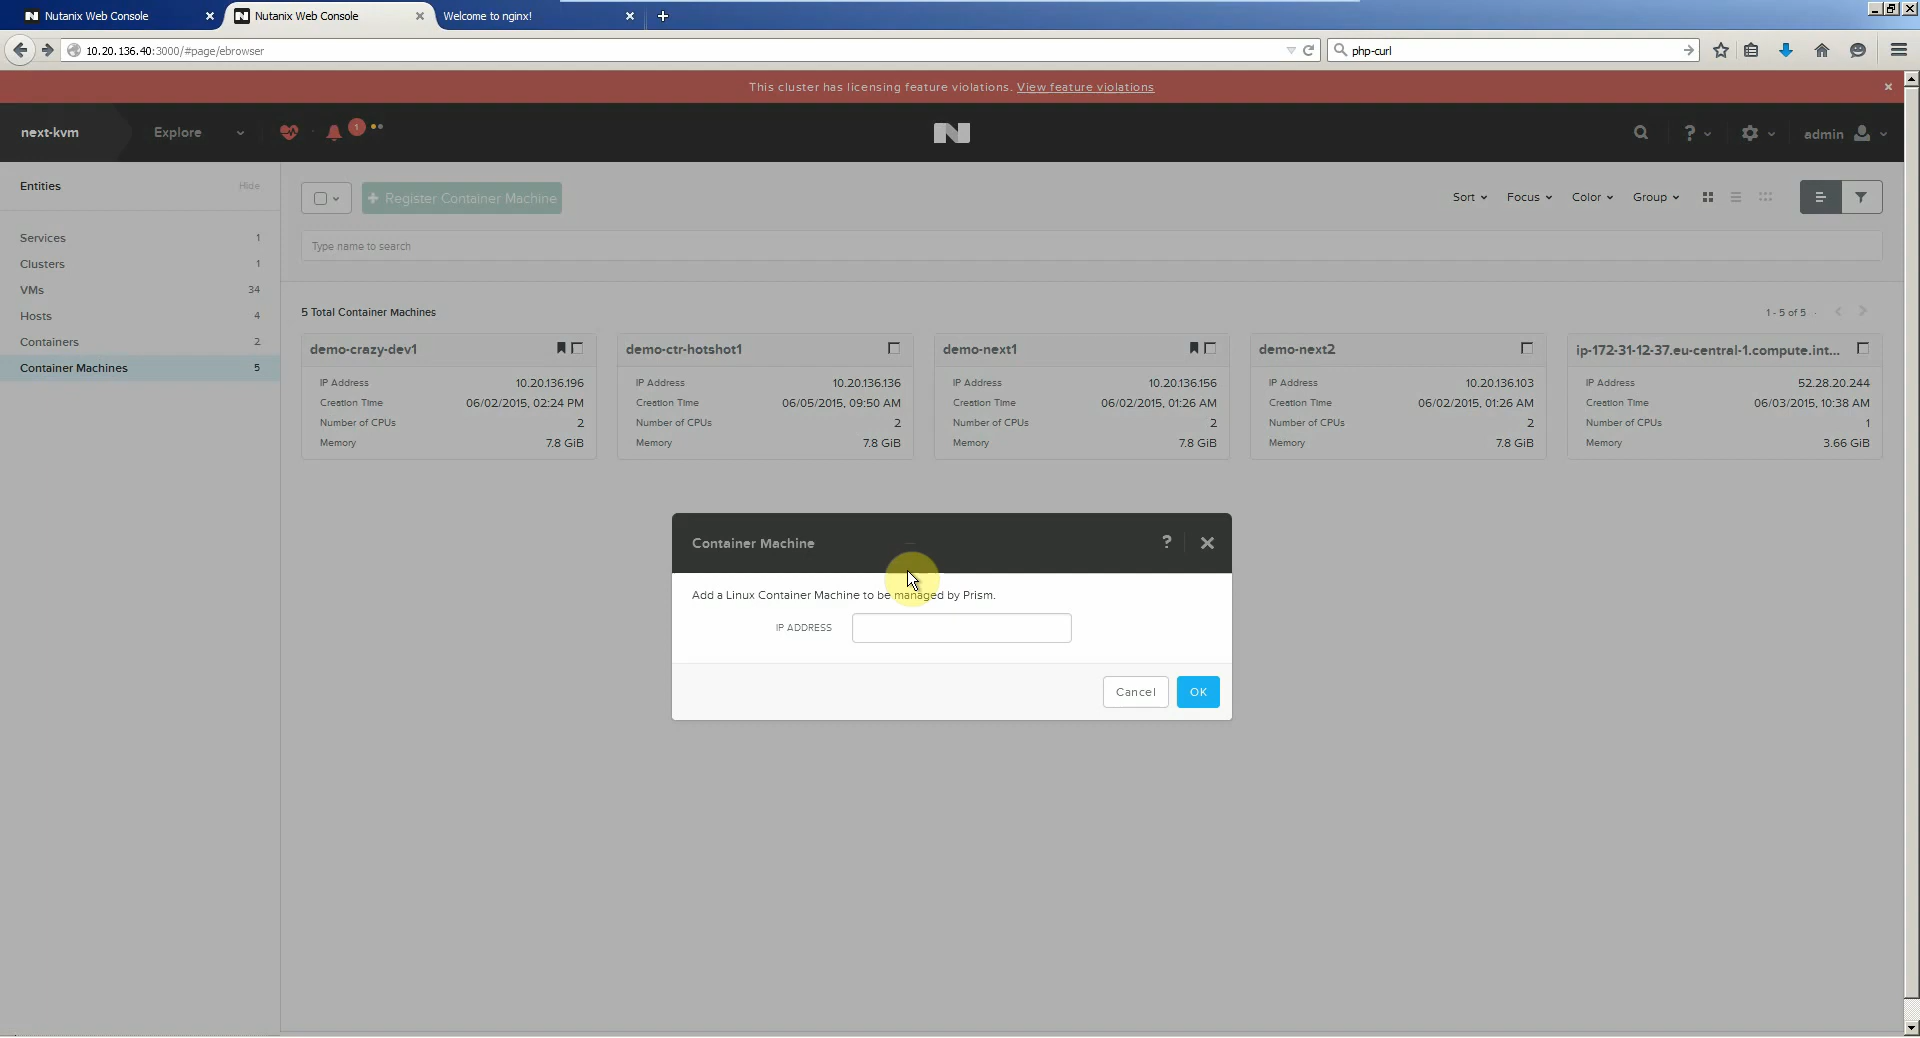 Nutanix Web Console
Nutanix Web Console
Welcome to nginx!
10.20.136.40:3000/#page/ebrowser
php-curl
This cluster has licensing feature violations. View feature violations
next-kvm
Explore
1
N
?
admin
Entities
Hide
Register Container Machine
Sort
Focus
Color
Group
Type name to search
Services 1
Clusters 1
VMs 34
Hosts 4
Containers 2
Container Machines 5
5 Total Container Machines
1 - 5 of 5
demo-crazy-dev1
IP Address 10.20.136.196
Creation Time 06/02/2015, 02:24 PM
Number of CPUs 2
Memory 7.8 GiB
demo-ctr-hotshot1
IP Address 10.20.136.136
Creation Time 06/05/2015, 09:50 AM
Number of CPUs 2
Memory 7.8 GiB
demo-next1
IP Address 10.20.136.156
Creation Time 06/02/2015, 01:26 AM
Number of CPUs 2
Memory 7.8 GiB
demo-next2
IP Address 10.20.136.103
Creation Time 06/02/2015, 01:26 AM
Number of CPUs 2
Memory 7.8 GiB
ip-172-31-12-37.eu-central-1.compute.int...
IP Address 52.28.20.244
Creation Time 06/03/2015, 10:38 AM
Number of CPUs 1
Memory 3.66 GiB
Container Machine
?
Add a Linux Container Machine to be managed by Prism.
IP ADDRESS
Cancel
OK